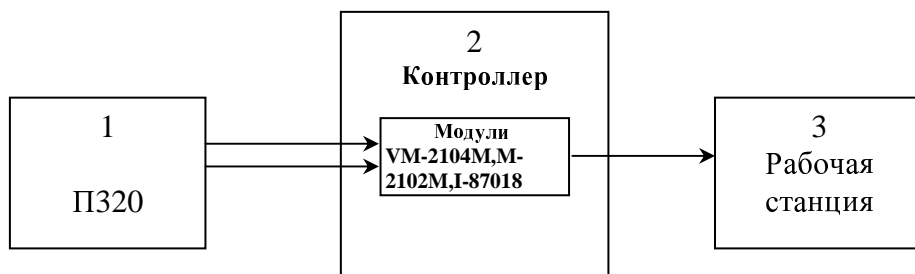 1
П320
2
Контроллер
Модули
VM-2104M,M-
2102M,I-87018
3
Рабочая
станция